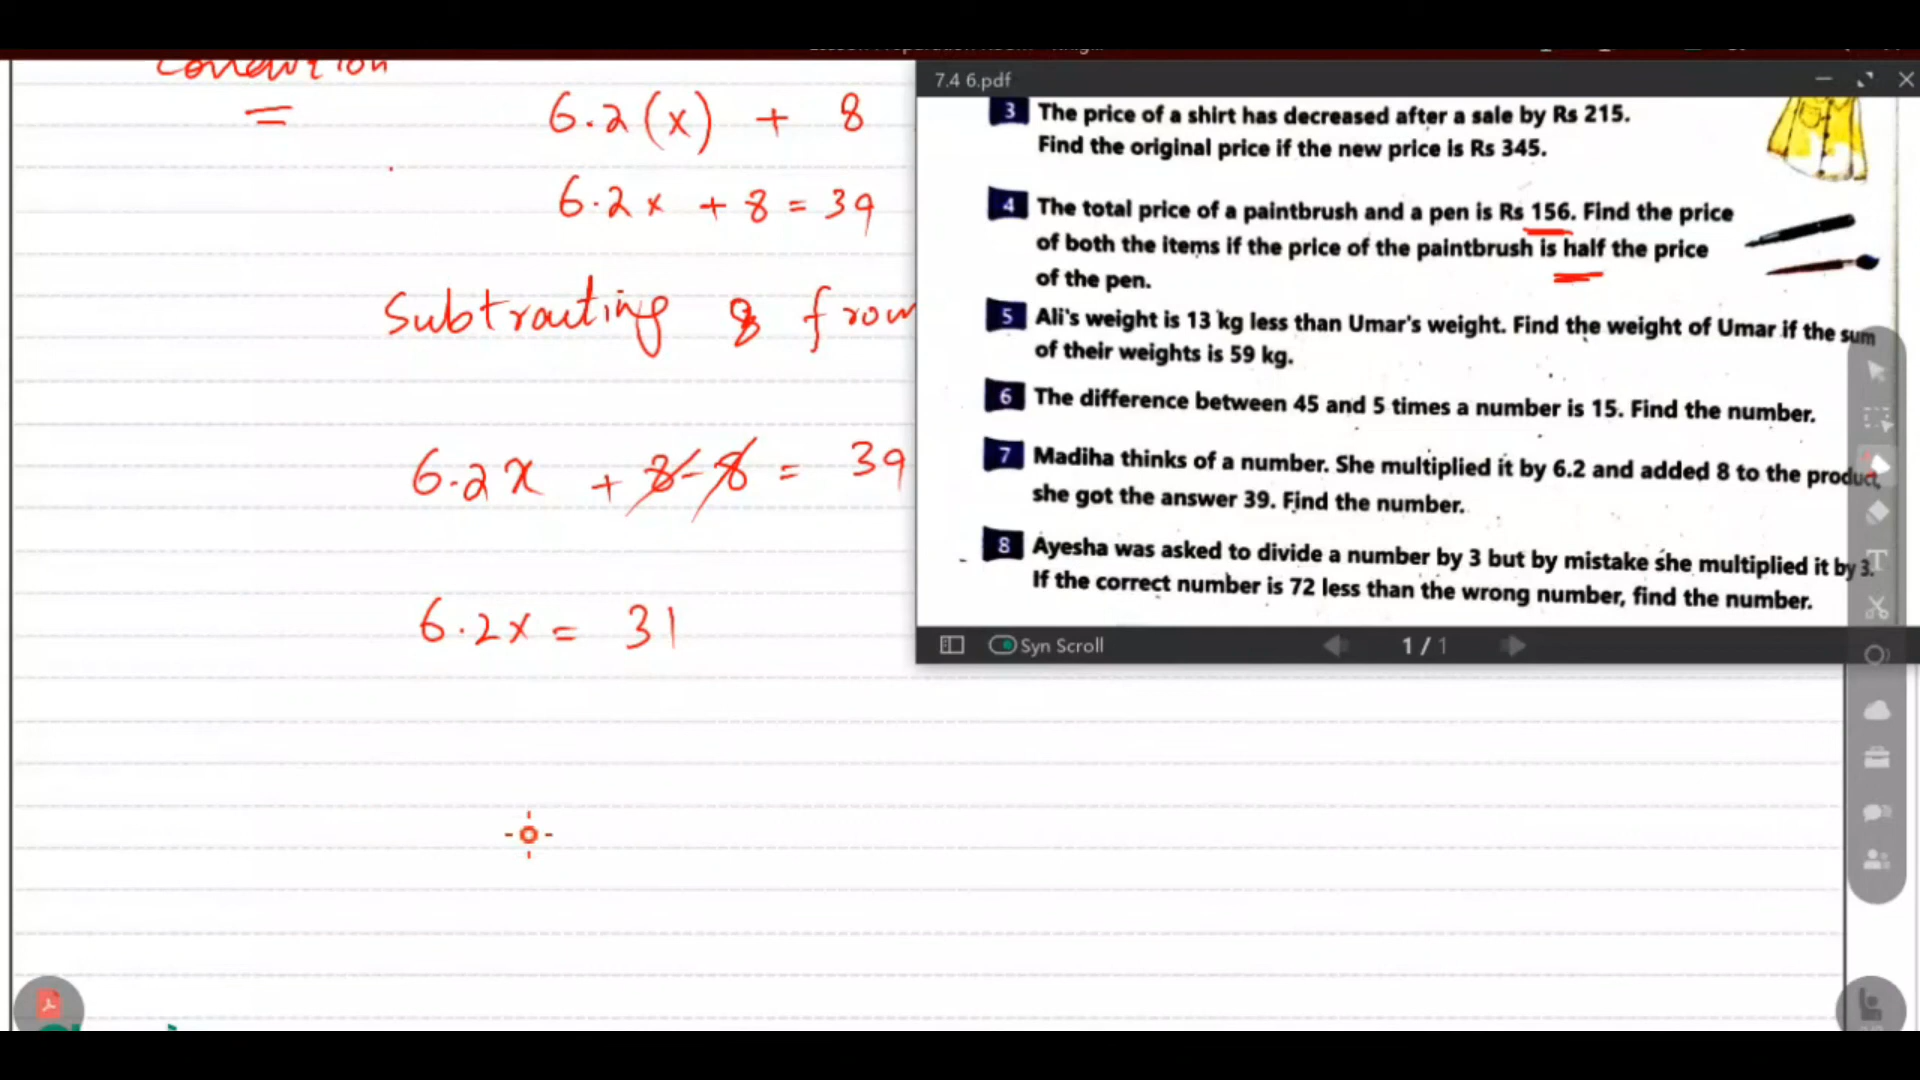 condition
=
6.2(x) + 8
6.2x + 8 = 39
Subtracting 8 from
6.2x + 8 - 8 = 39
6.2x = 31
7.4 6.pdf
3 The price of a shirt has decreased after a sale by Rs 215.
Find the original price if the new price is Rs 345.
4 The total price of a paintbrush and a pen is Rs 156. Find the price
of both the items if the price of the paintbrush is half the price
of the pen.
5 Ali's weight is 13 kg less than Umar's weight. Find the weight of Umar if the sum
of their weights is 59 kg.
6 The difference between 45 and 5 times a number is 15. Find the number.
7 Madiha thinks of a number. She multiplied it by 6.2 and added 8 to the product,
she got the answer 39. Find the number.
8 Ayesha was asked to divide a number by 3 but by mistake she multiplied it by 3.
If the correct number is 72 less than the wrong number, find the number.
Syn Scroll
1 / 1
T